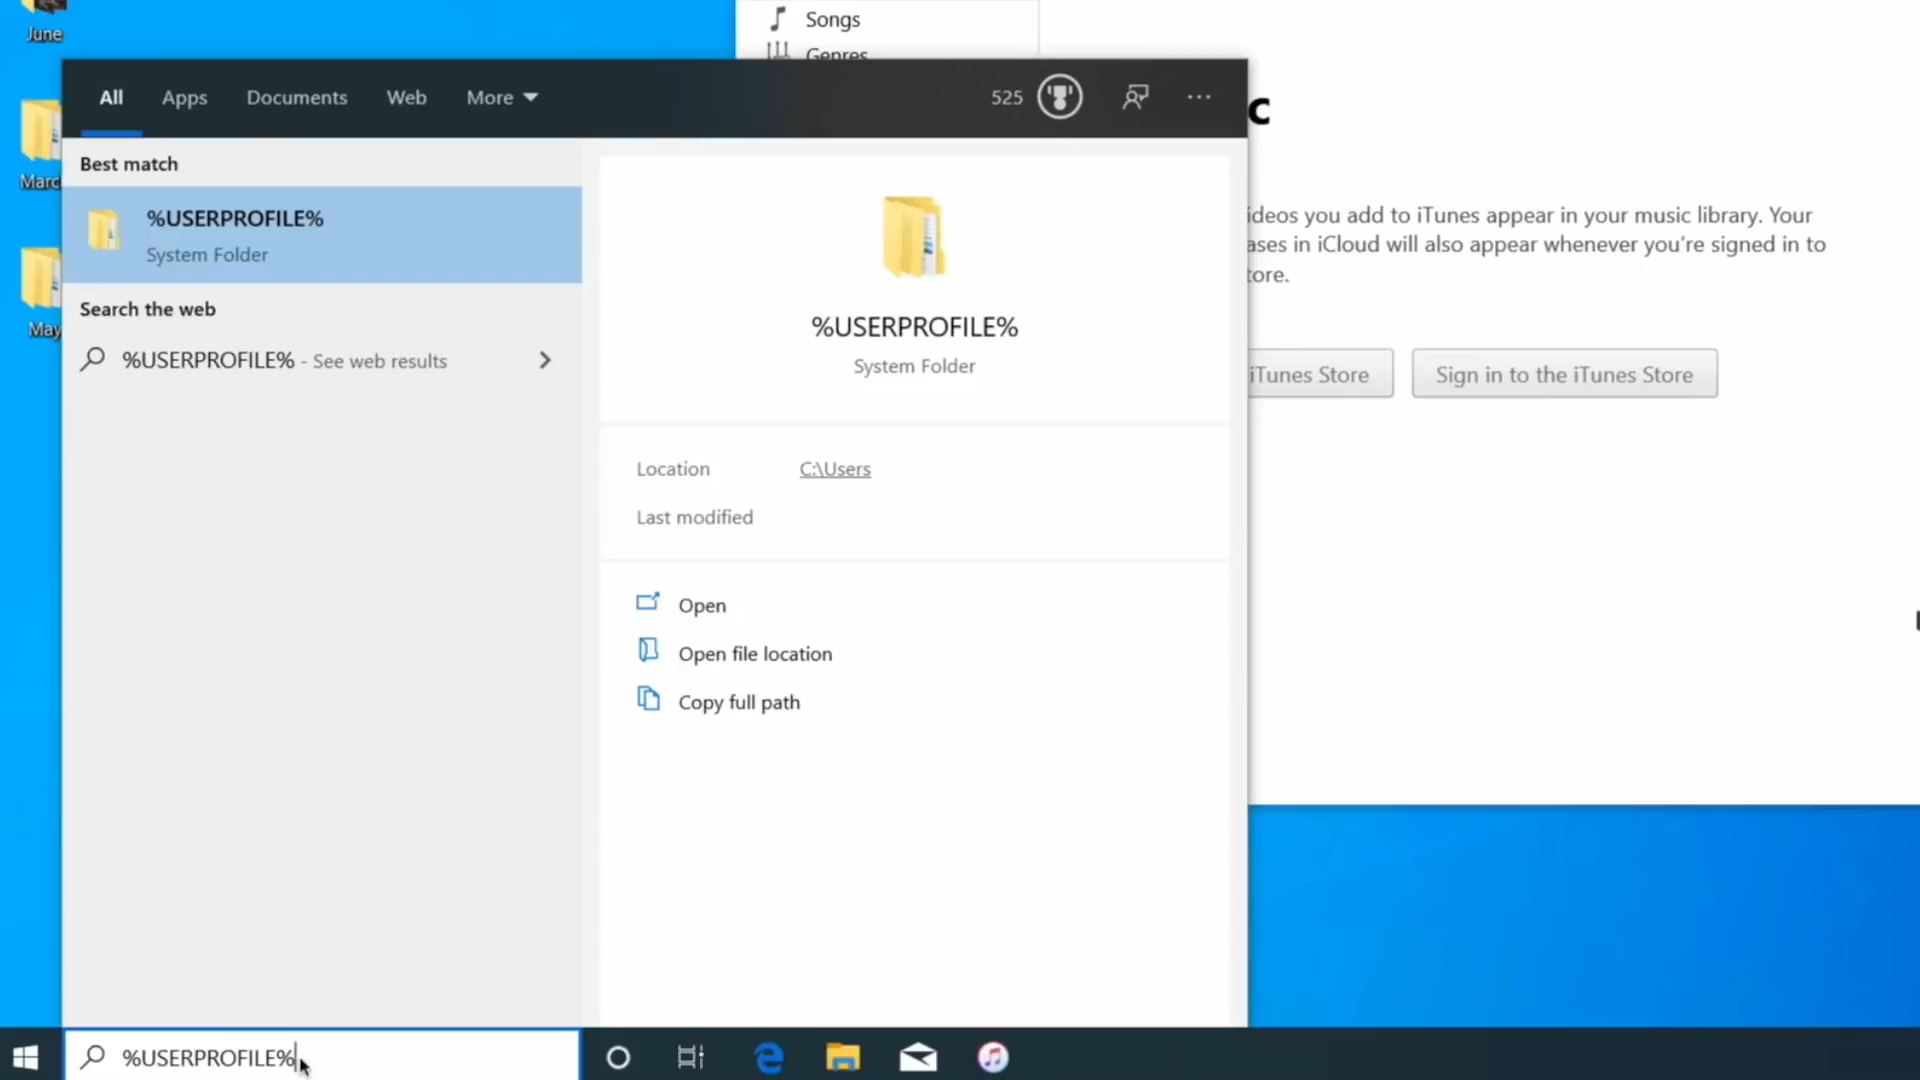 June
Songs
Genres
All
Apps
Documents
Web
More
525
c
Marc
Best match
%USERPROFILE%
System Folder
%USERPROFILE%
System Folder
ideos you add to iTunes appear in your music library. Your
ases in iCloud will also appear whenever you're signed in to
tore.
May
Search the web
%USERPROFILE% - See web results
iTunes Store
Sign in to the iTunes Store
Location
C:\Users
Last modified
Open
Open file location
Copy full path
%USERPROFILE%